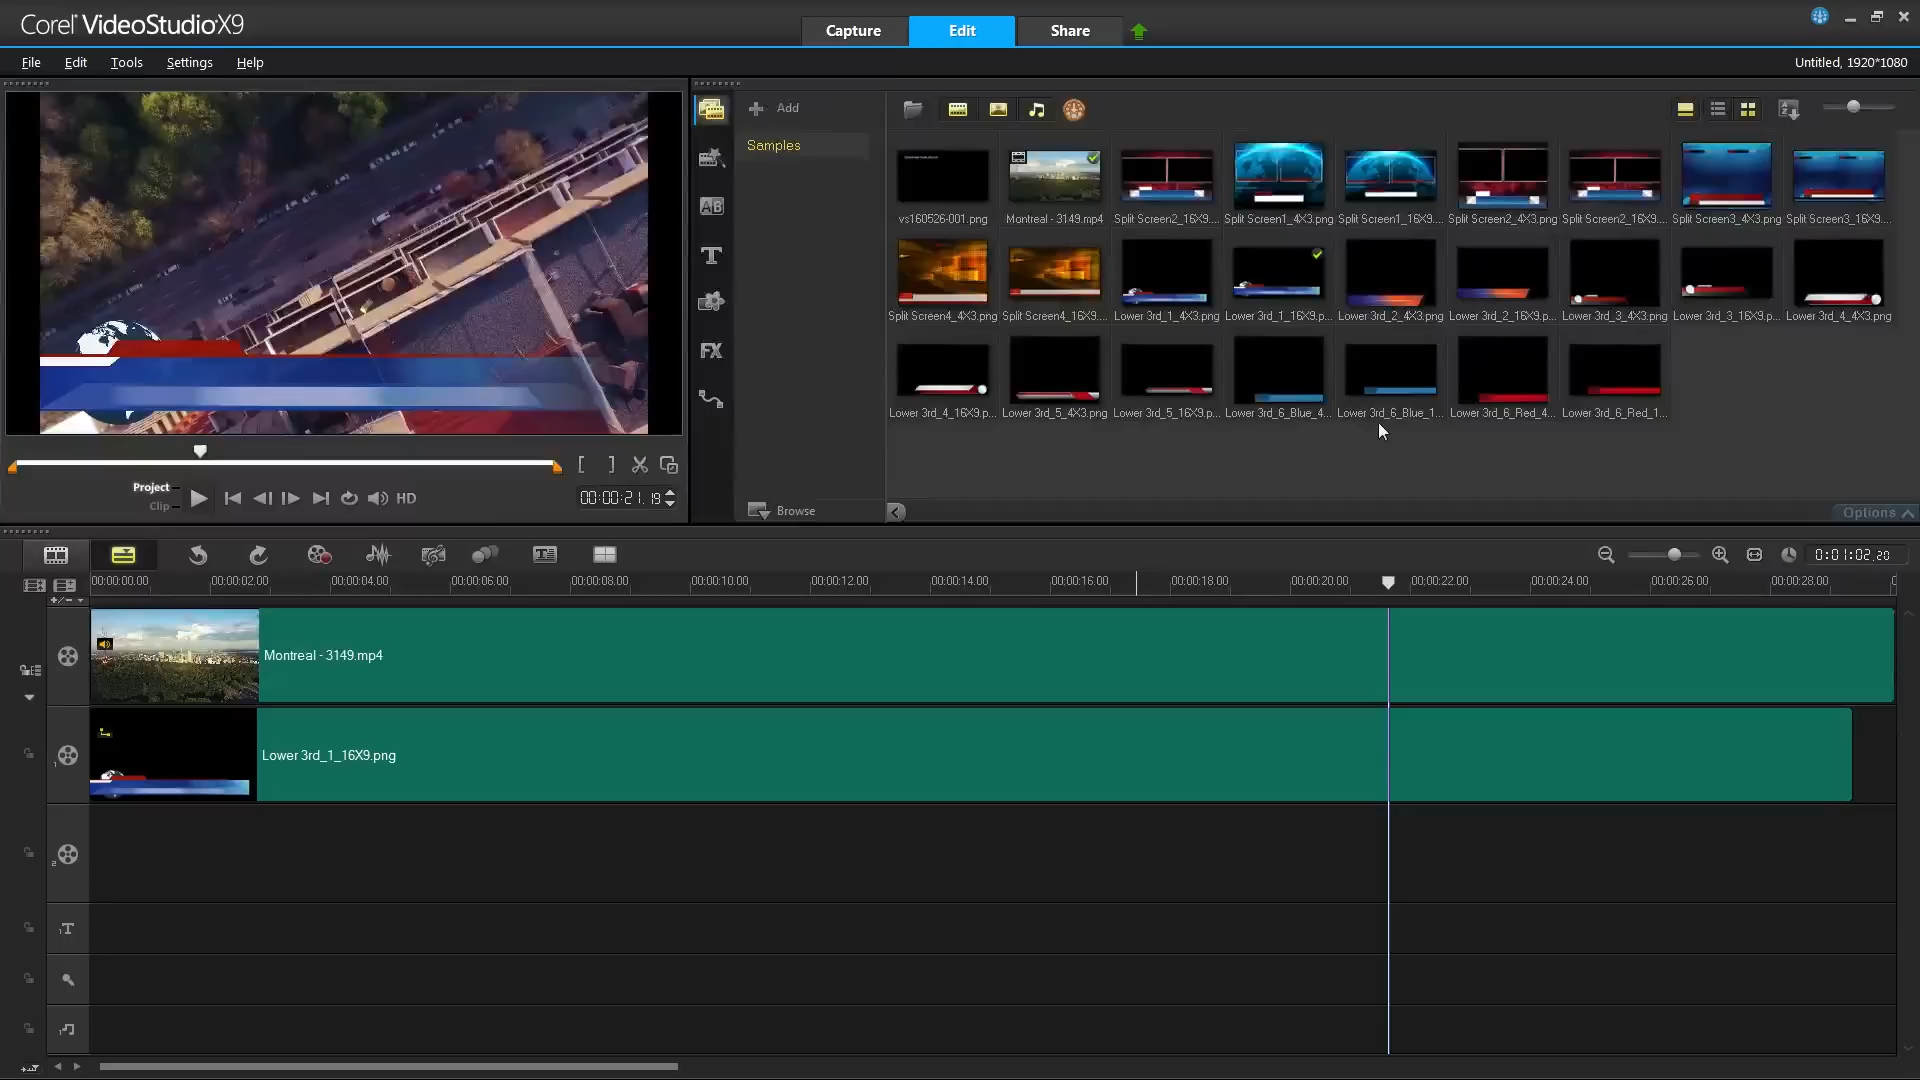 Corel VideoStudio X9
Capture Edit Share
File Edit Tools Settings Help
Untitled, 1920*1080
Add
Samples
vs160526-001.png Montreal - 3149.mp4 Split Screen2_16X9.... Split Screen1_4X3.png Split Screen1_16X9.... Split Screen2_4X3.png Split Screen2_16X9.... Split Screen3_4X3.png Split Screen3_16X9....
Split Screen4_4X3.png Split Screen4_16X9.... Lower 3rd_1_4X3.png Lower 3rd_1_16X9.p... Lower 3rd_2_4X3.png Lower 3rd_2_16X9.p... Lower 3rd_3_4X3.png Lower 3rd_3_16X9.p... Lower 3rd_4_4X3.png
Lower 3rd_4_16X9.p... Lower 3rd_5_4X3.png Lower 3rd_5_16X9.p... Lower 3rd_6_Blue_4... Lower 3rd_6_Blue_1... Lower 3rd_6_Red_4... Lower 3rd_6_Red_1...
Project
Clip
HD
00:00:21.19
Browse
Options
0:01:02.20
00:00:00.00 00:00:02.00 00:00:04.00 00:00:06.00 00:00:08.00 00:00:10.00 00:00:12.00 00:00:14.00 00:00:16.00 00:00:18.00 00:00:20.00 00:00:22.00 00:00:24.00 00:00:26.00 00:00:28.00
Montreal - 3149.mp4
Lower 3rd_1_16X9.png